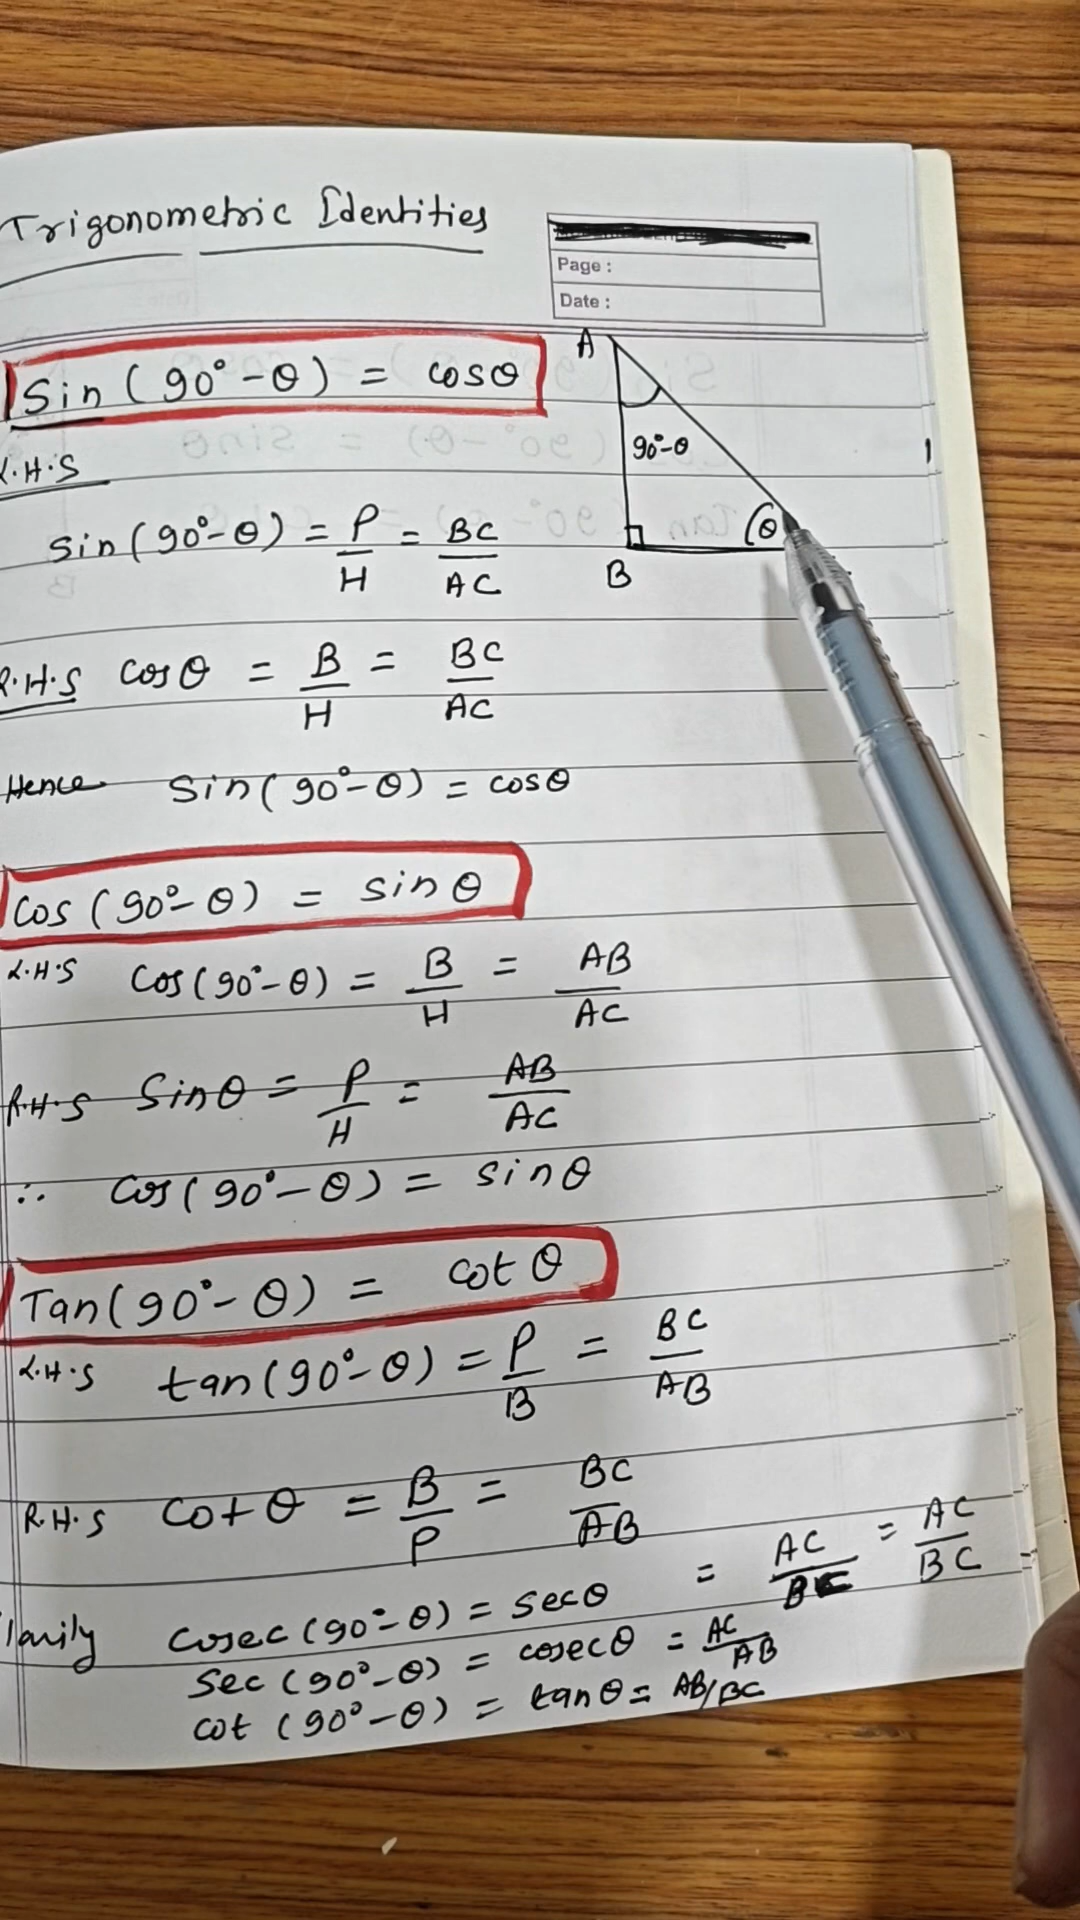 Trigonometric Identities
Page :
Date :
Sin (90° - θ) = cosθ
A
90°-θ
θ
B
L.H.S
sin(90°-θ) = P/H = BC/AC
R.H.S cosθ = B/H = BC/AC
Hence Sin(90°-θ) = cosθ
cos (90°-θ) = sinθ
L.H.S cos(90°-θ) = B/H = AB/AC
R.H.S Sinθ = P/H = AB/AC
∴ cos(90°-θ) = sinθ
Tan(90°-θ) = cotθ
L.H.S tan(90°-θ) = P/B = BC/AB
R.H.S Cotθ = B/P = BC/AB
cosec(90°-θ) = secθ = AC/BC = AC/BC
sec(90°-θ) = cosecθ = AC/AB
cot (90°-θ) = tanθ = AB/BC